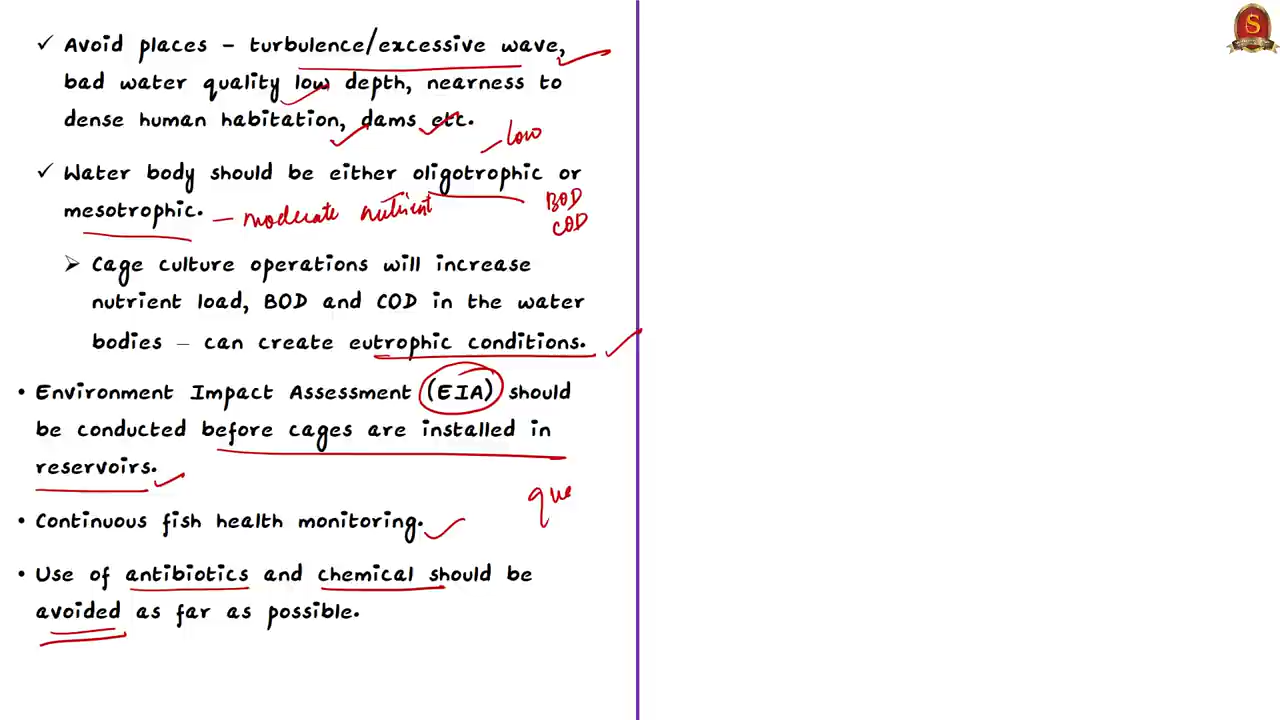 ✓ Avoid places – turbulence/excessive wave,
bad water quality low depth, nearness to
dense human habitation, dams etc.
low
✓ Water body should be either oligotrophic or
mesotrophic. – moderate nutrient
BOD
COD
➤ Cage culture operations will increase
nutrient load, BOD and COD in the water
bodies – can create eutrophic conditions.
• Environment Impact Assessment (EIA) should
be conducted before cages are installed in
reservoirs.
que
• Continuous fish health monitoring.
• Use of antibiotics and chemical should be
avoided as far as possible.
S